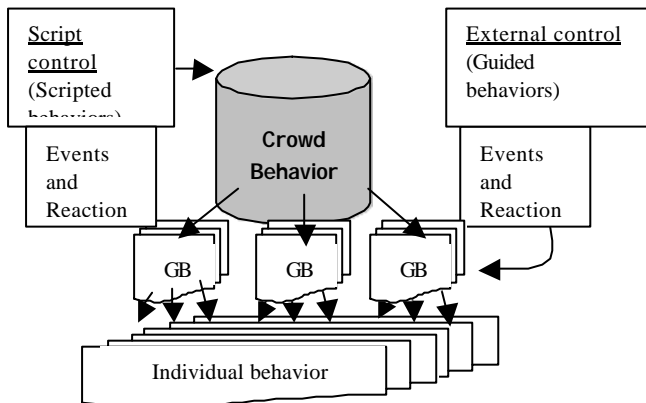 Script
control
(Scripted
behaviors)
Events
and
Reaction
External control
(Guided
behaviors)
Events
and
Reaction
Crowd
Behavior
GB
GB
GB
Individual behavior